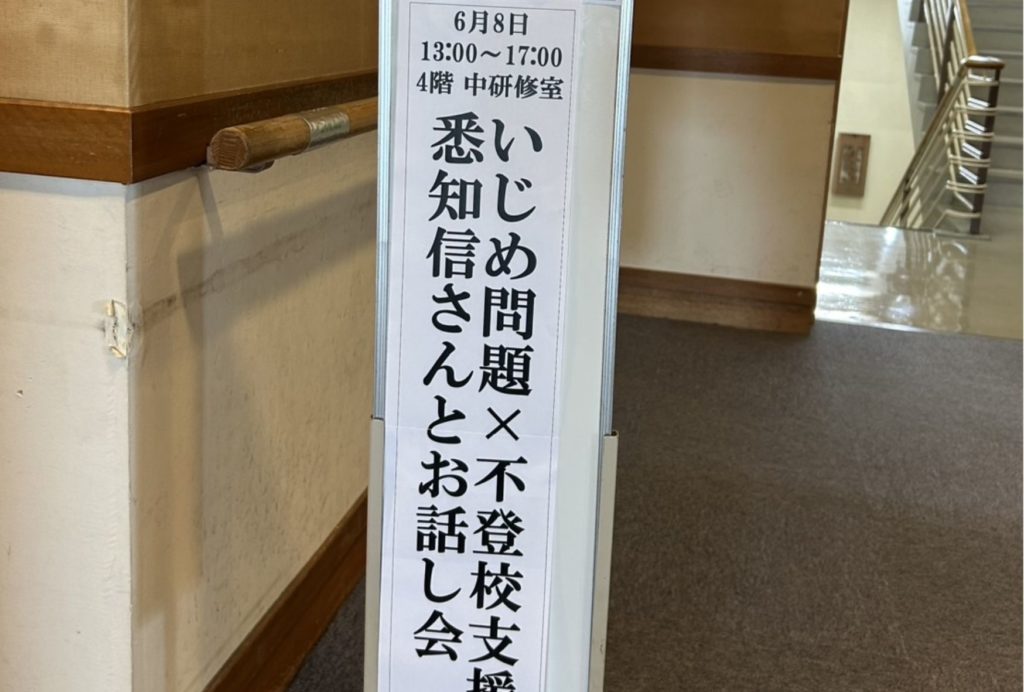 6月8日
13:00～17:00
4階 中研修室
いじめ問題×不登校支援
悉知信さんとお話し会